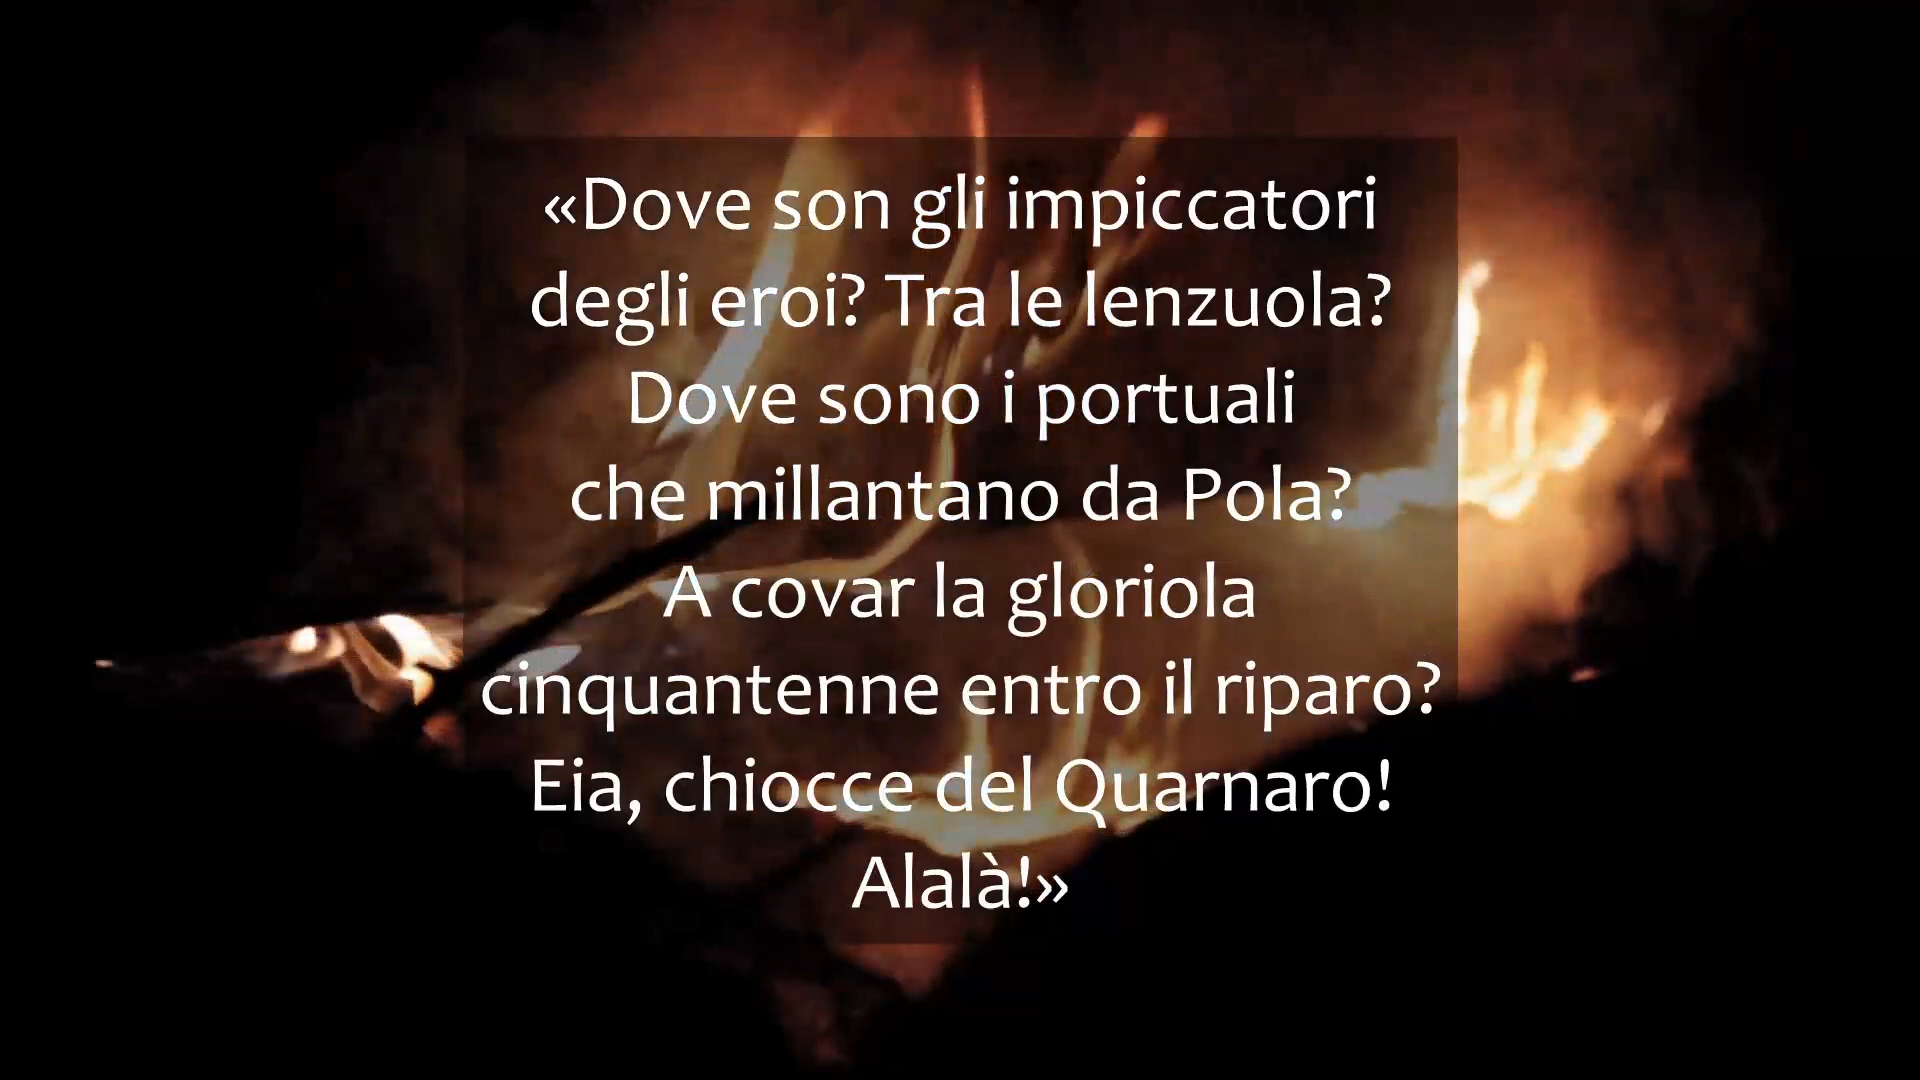 «Dove son gli impiccatori
degli eroi? Tra le lenzuola?
Dove sono i portuali
che millantano da Pola?
A covar la gloriola
cinquantenne entro il riparo?
Eia, chiocce del Quarnaro!
Alalà!»